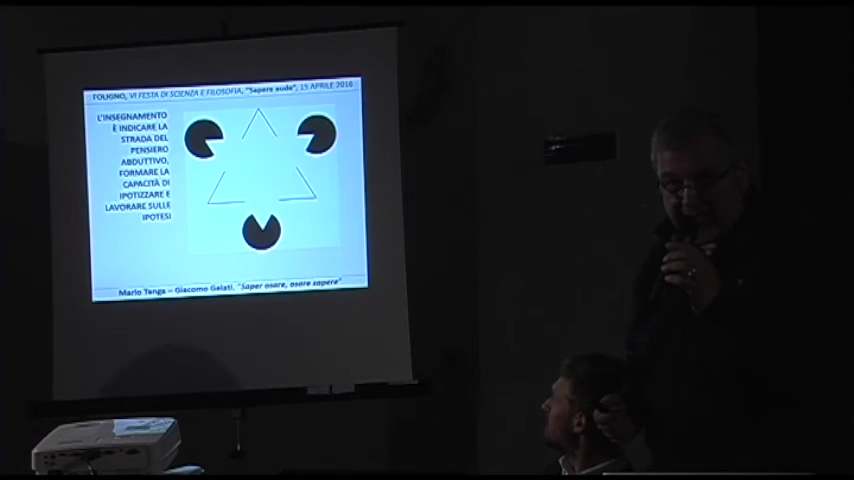 FOLKINO, VI FESTA DI SCIENZA E FILOSOFIA, "Sapere aude", 15 APRILE 2016
L'INSEGNAMENTO
È INDICARE LA
STRADA DEL
PENSIERO
ABDUTTIVO,
FORMARE LA
CAPACITÀ DI
IPOTIZZARE E
LAVORARE SULLE
IPOTESI
Mario Tanga – Giacomo Gelati, "Saper osare, osare sapere"